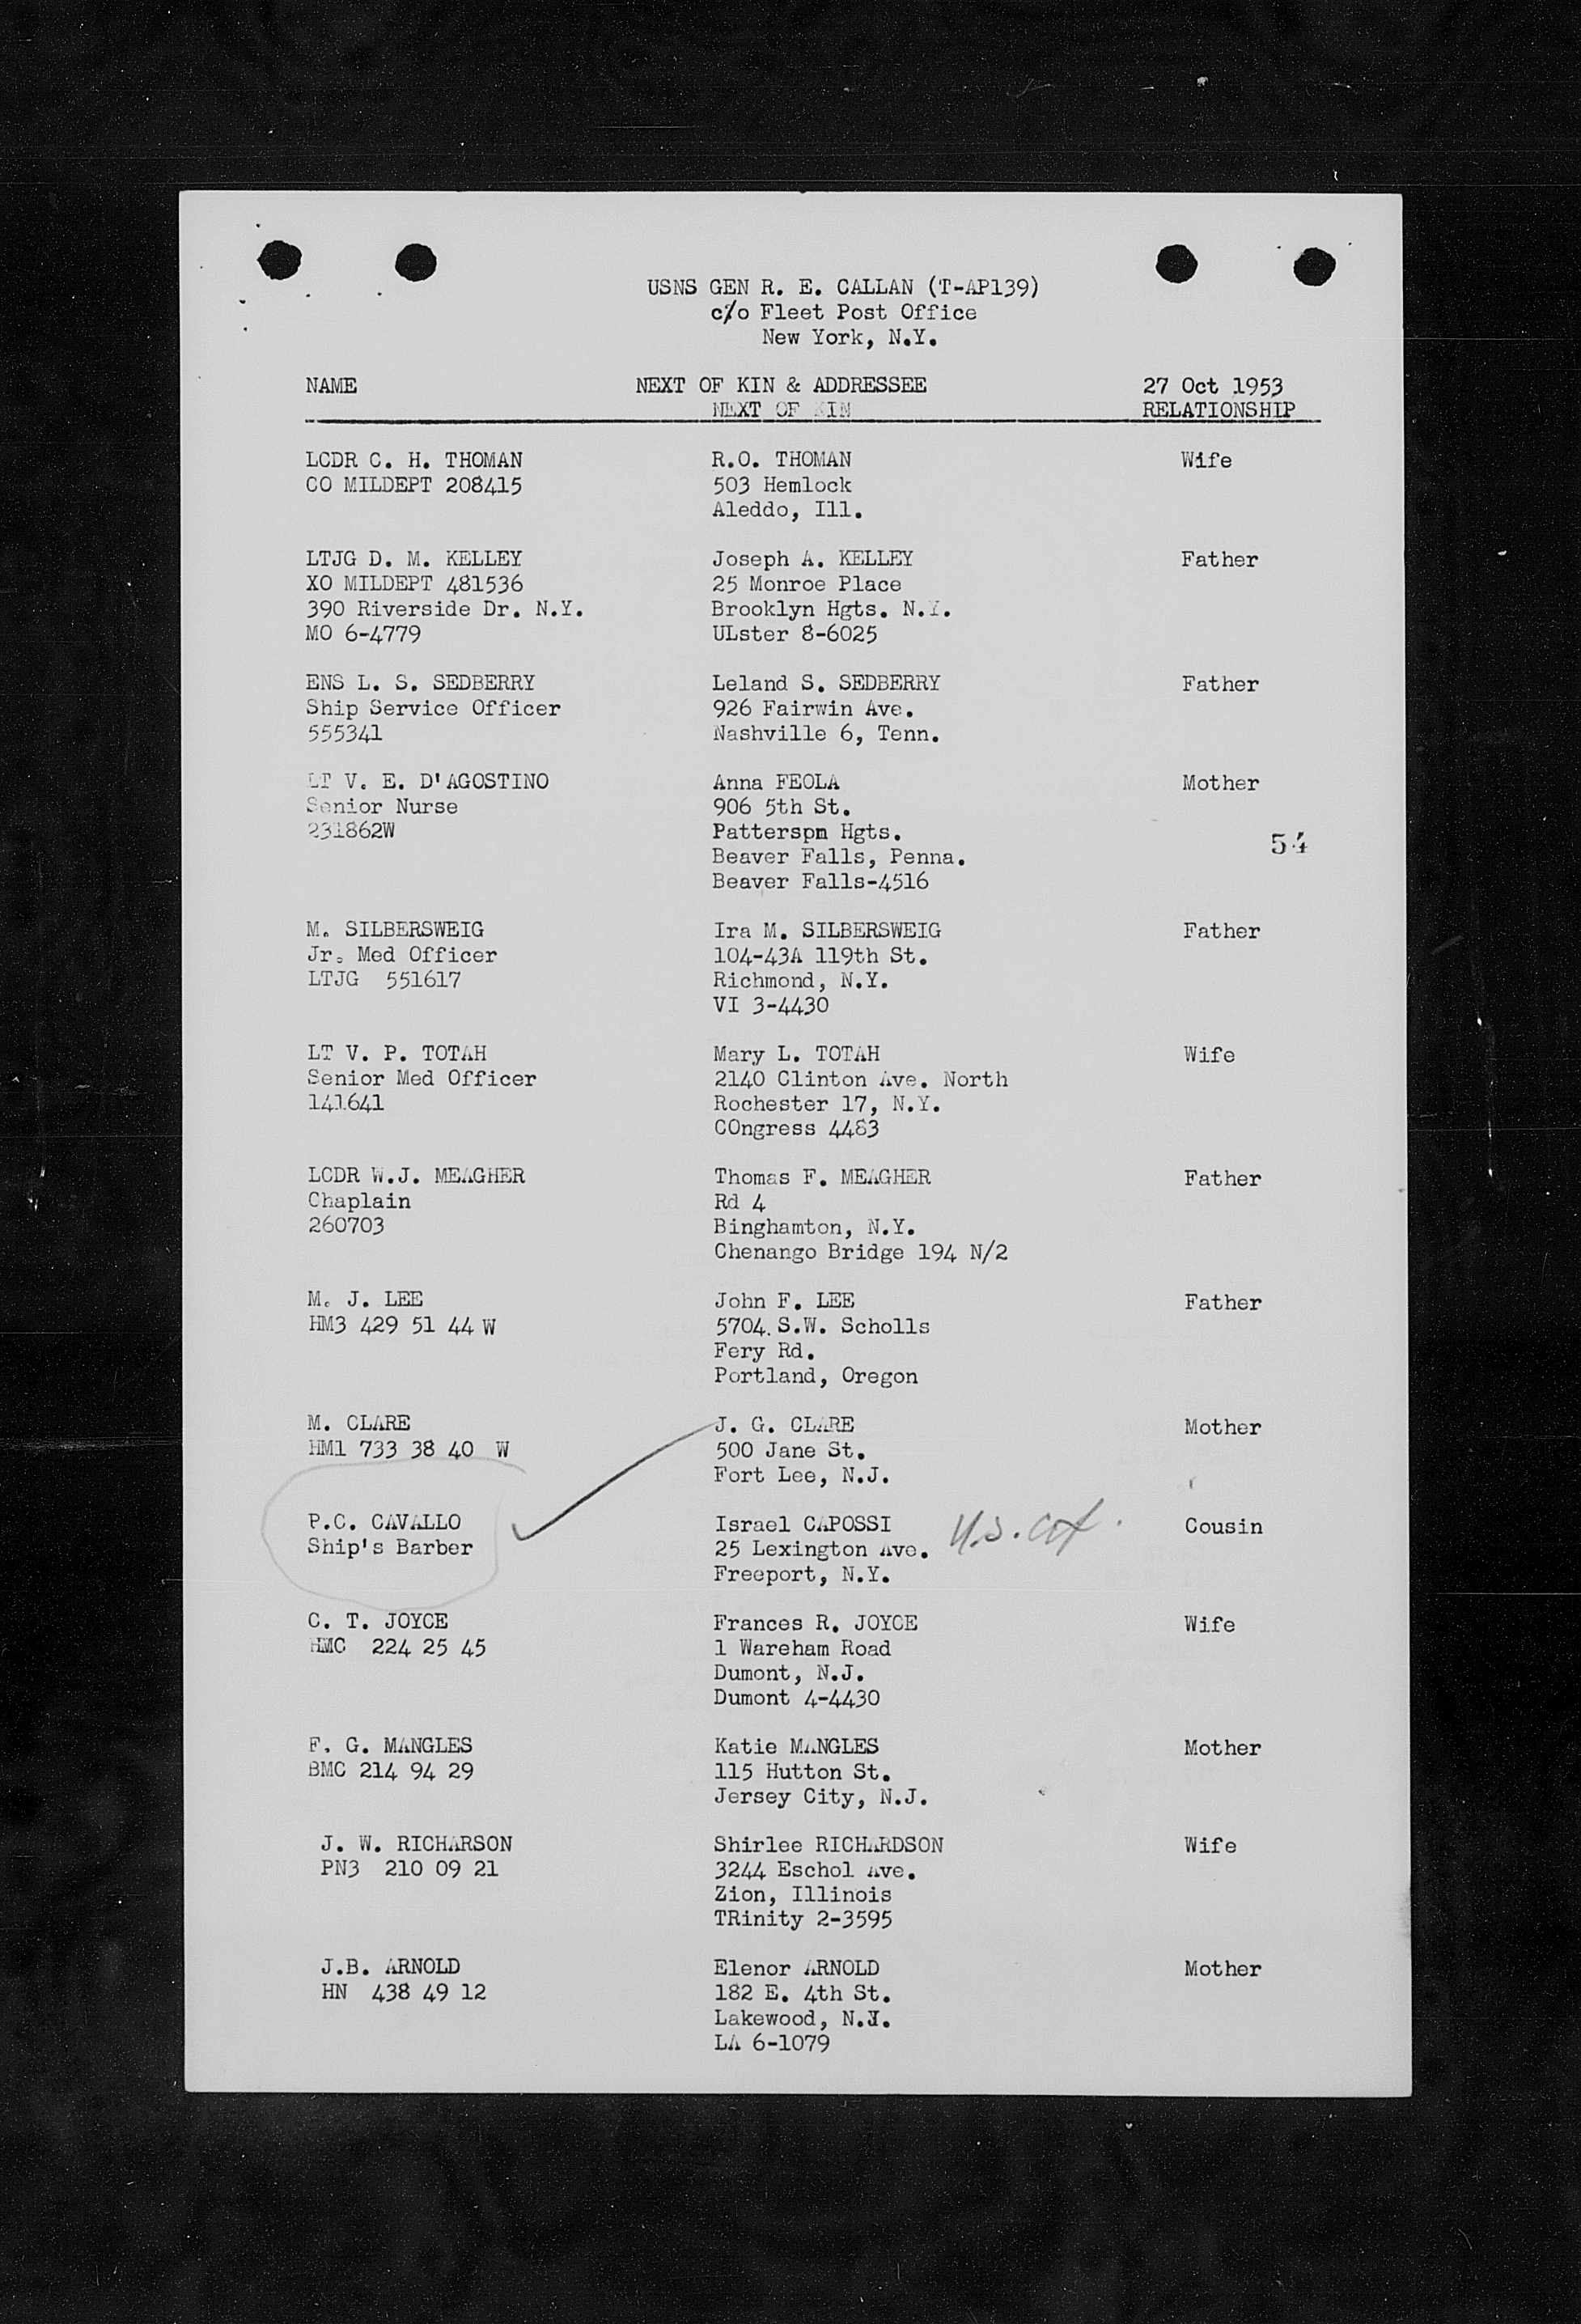 USNS GEN R. E. CALLAN (T-AP139)
c/o Fleet Post Office
New York, N.Y.
NAME NEXT OF KIN & ADDRESSEE 27 Oct 1953
NEXT OF KIN RELATIONSHIP
LCDR C. H. THOMAN R.O. THOMAN Wife
CO MILDEPT 208415 503 Hemlock
Aleddo, Ill.
LTJG D. M. KELLEY Joseph A. KELLEY Father
XO MILDEPT 481536 25 Monroe Place
390 Riverside Dr. N.Y. Brooklyn Hgts. N.Y.
MO 6-4779 ULster 8-6025
ENS L. S. SEDBERRY Leland S. SEDBERRY Father
Ship Service Officer 926 Fairwin Ave.
555341 Nashville 6, Tenn.
LT V. E. D'AGOSTINO Anna FEOLA Mother
Senior Nurse 906 5th St.
231862W Patterspn Hgts.
54
Beaver Falls, Penna.
Beaver Falls-4516
M. SILBERSWEIG Ira M. SILBERSWEIG Father
Jr. Med Officer 104-43A 119th St.
LTJG 551617 Richmond, N.Y.
VI 3-4430
LT V. P. TOTAH Mary L. TOTAH Wife
Senior Med Officer 2140 Clinton Ave. North
141641 Rochester 17, N.Y.
COngress 4483
LCDR W.J. MEAGHER Thomas F. MEAGHER Father
Chaplain Rd 4
260703 Binghamton, N.Y.
Chenango Bridge 194 N/2
M. J. LEE John F. LEE Father
HM3 429 51 44 W 5704 S.W. Scholls
Fery Rd.
Portland, Oregon
M. CLARE J. G. CLARE Mother
HM1 733 38 40 W 500 Jane St.
Fort Lee, N.J.
P.C. CAVALLO Israel CAPOSSI U.S. Cit. Cousin
Ship's Barber 25 Lexington Ave.
Freeport, N.Y.
C. T. JOYCE Frances R. JOYCE Wife
HMC 224 25 45 1 Wareham Road
Dumont, N.J.
Dumont 4-4430
F. G. MANGLES Katie MANGLES Mother
BMC 214 94 29 115 Hutton St.
Jersey City, N.J.
J. W. RICHARSON Shirlee RICHARDSON Wife
PN3 210 09 21 3244 Eschol Ave.
Zion, Illinois
TRinity 2-3595
J.B. ARNOLD Elenor ARNOLD Mother
HN 438 49 12 182 E. 4th St.
Lakewood, N.J.
LA 6-1079